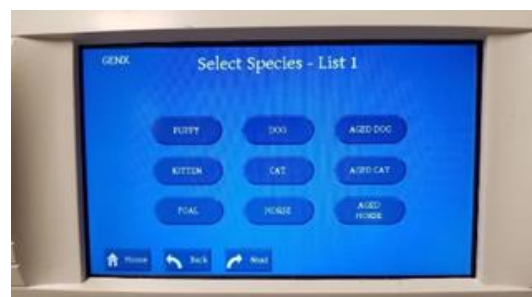 GENX
Select Species - List 1
PUPPY
DOG
AGED DOG
KITTEN
CAT
AGED CAT
FOAL
HORSE
AGED
HORSE
Home
Back
Next